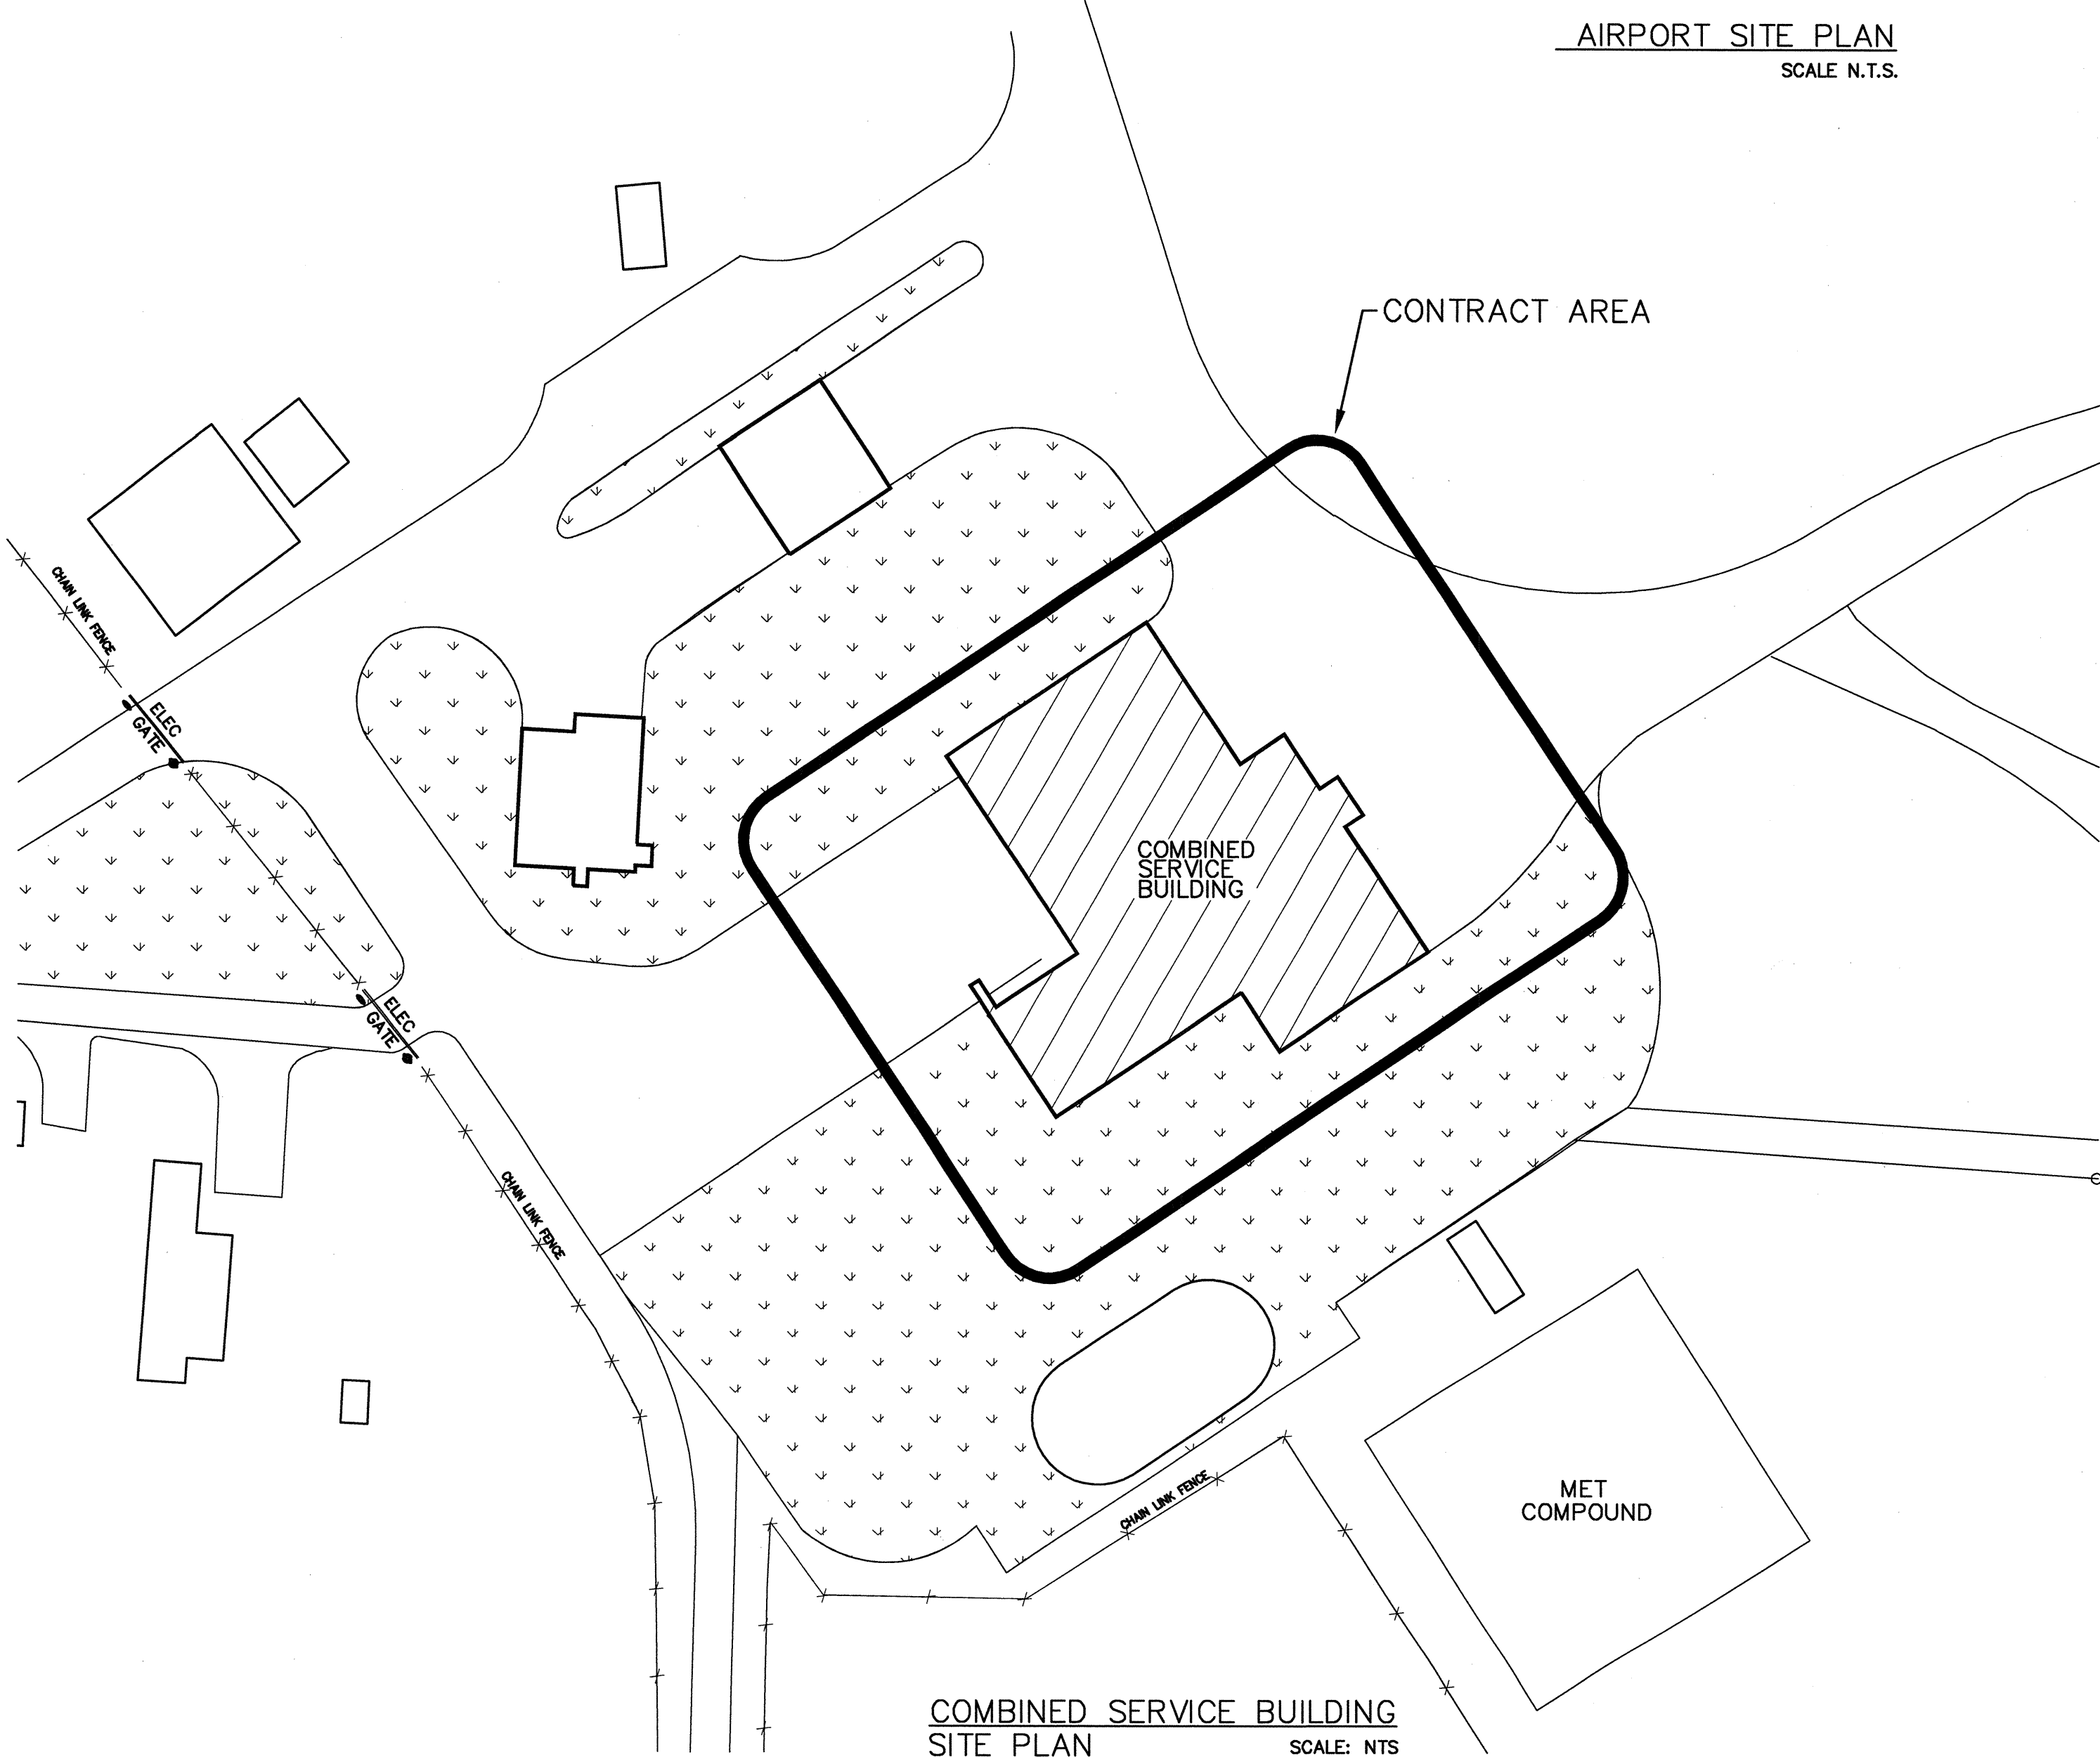 AIRPORT SITE PLAN
SCALE N.T.S.
CONTRACT AREA
CHAIN LINK FENCE
ELEC
GATE
COMBINED
SERVICE
BUILDING
ELEC
GATE
CHAIN LINK FENCE
CHAIN LINK FENCE
MET
COMPOUND
COMBINED SERVICE BUILDING
SITE PLAN
SCALE: NTS